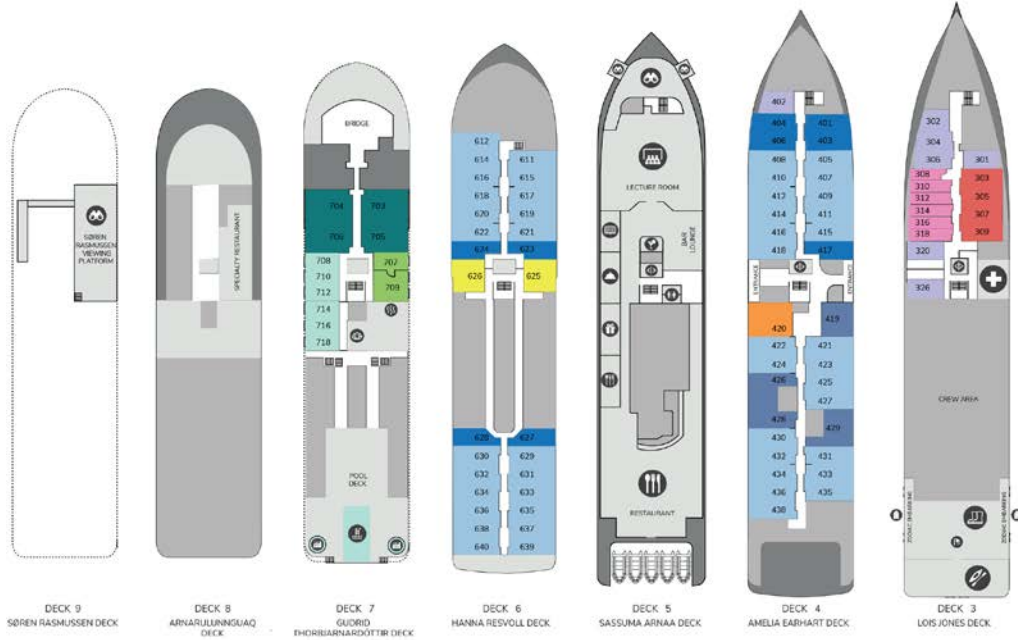 SØREN
RASMUSSEN
VIEWING
PLATFORM
DECK 9
SØREN RASMUSSEN DECK
SPECIALTY RESTAURANT
DECK 8
ARNARULUNNGUAQ
DECK
BRIDGE
704 703
706 705
708 707
710
712 709
714
716
718
POOL
DECK
DECK 7
GUDRID
THORBJARNARDÓTTIR DECK
612
614 611
616 615
618 617
620 619
622 621
624 623
626 625
628 627
630 629
632 631
634 633
636 635
638 637
640 639
DECK 6
HANNA RESVOLL DECK
LECTURE ROOM
BAR
LOUNGE
RESTAURANT
DECK 5
SASSUMA ARNAA DECK
402
404 401
406 403
408 405
410 407
412 409
414 411
416 415
418 417
ENTRANCE ENTRANCE
420 419
422 421
424 423
426 425
427
428 429
430
432 431
434 433
436 435
438
DECK 4
AMELIA EARHART DECK
302
304
306 301
308 303
310
312 305
314
316 307
318 309
320
326
CREW AREA
ZODIAC EMBARKING ZODIAC EMBARKING
DECK 3
LOIS JONES DECK